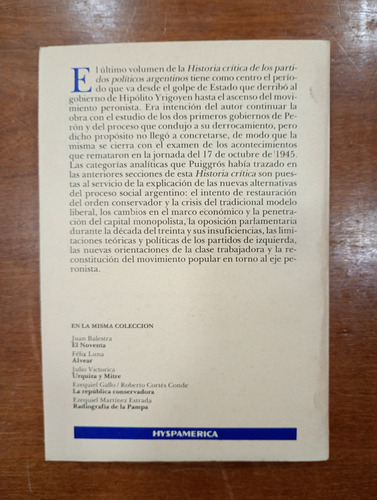 El último volumen de la Historia crítica de los parti-
dos políticos argentinos tiene como centro el perío-
do que va desde el golpe de Estado que derribó al
gobierno de Hipólito Yrigoyen hasta el ascenso del movi-
miento peronista. Era intención del autor continuar la
obra con el estudio de los dos primeros gobiernos de Pe-
rón y del proceso que condujo a su derrocamiento, pero
dicho propósito no llegó a concretarse, de modo que la
misma se cierra con el examen de los acontecimientos
que remataron en la jornada del 17 de octubre de 1945.
Las categorías analíticas que Puiggrós había trazado en
las anteriores secciones de esta Historia crítica son pues-
tas al servicio de la explicación de las nuevas alternativas
del proceso social argentino: el intento de restauración
del orden conservador y la crisis del tradicional modelo
liberal, los cambios en el marco económico y la penetra-
ción del capital monopolista, la oposición parlamentaria
durante la década del treinta y sus insuficiencias, las limi-
taciones teóricas y políticas de los partidos de izquierda,
las nuevas orientaciones de la clase trabajadora y la re-
constitución del movimiento popular en torno al eje pe-
ronista.
EN LA MISMA COLECCION
Juan Balestra
El Noventa
Félix Luna
Alvear
Julio Victorica
Urquiza y Mitre
Ezequiel Gallo / Roberto Cortés Conde
La república conservadora
Ezequiel Martínez Estrada
Radiografía de la Pampa
HYSPAMERICA